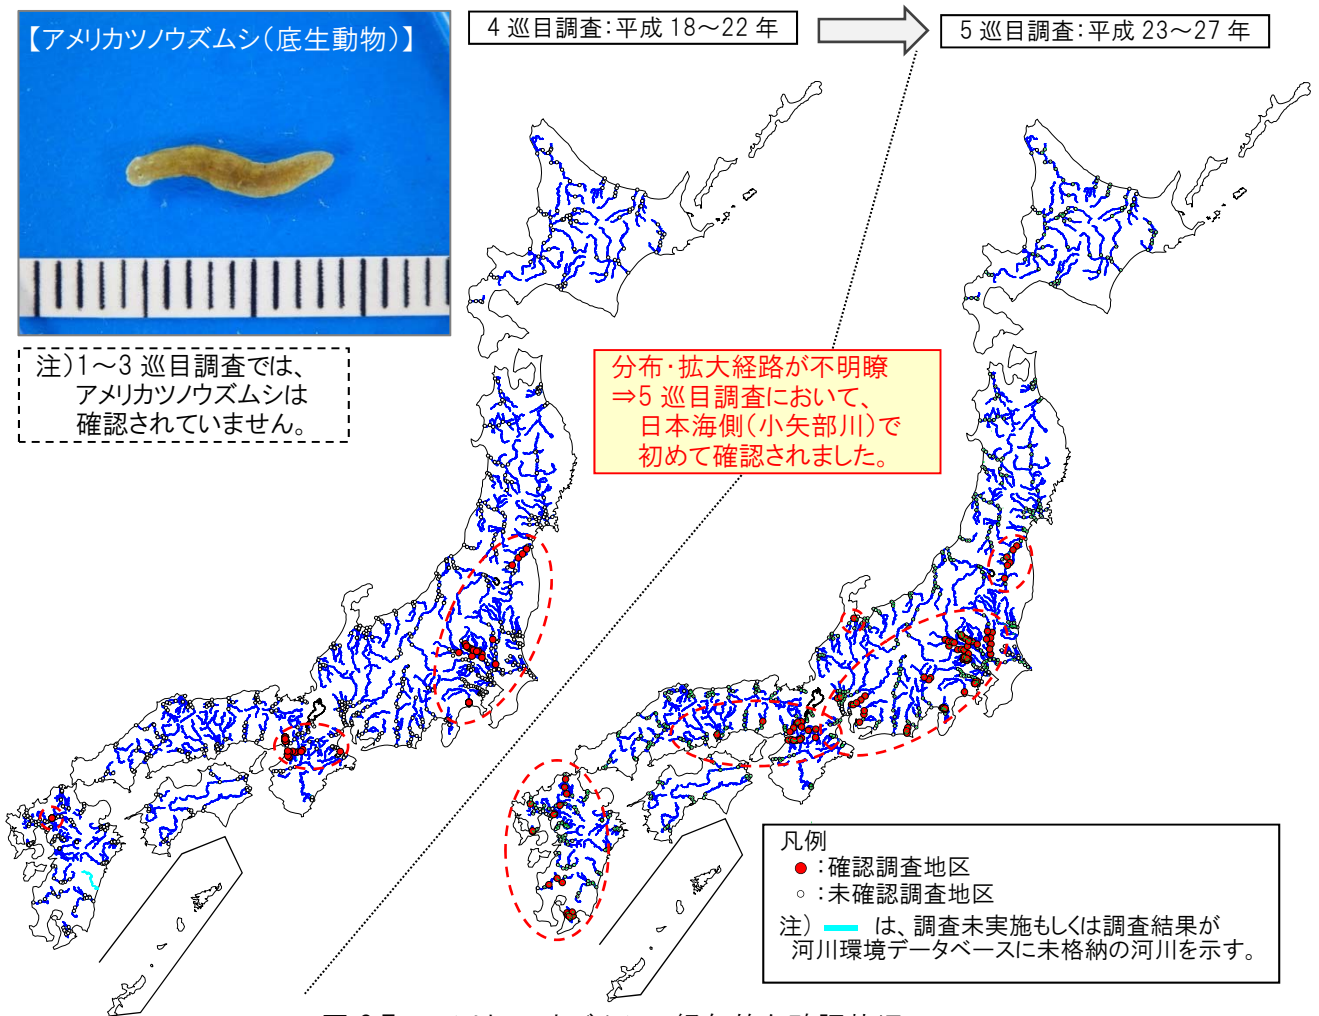 【アメリカツノウズムシ(底生動物)】
4 巡目調査:平成 18～22 年
5 巡目調査:平成 23～27 年
注)1～3 巡目調査では、
アメリカツノウズムシは
確認されていません。
分布・拡大経路が不明瞭
⇒5 巡目調査において、
日本海側(小矢部川)で
初めて確認されました。
凡例
●:確認調査地区
○:未確認調査地区
注) は、調査未実施もしくは調査結果が
河川環境データベースに未格納の河川を示す。